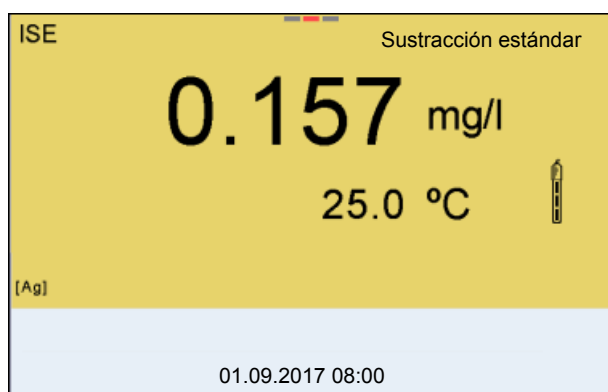 ISE
Sustracción estándar
0.157 mg/l
25.0 ºC
[Ag]
01.09.2017 08:00